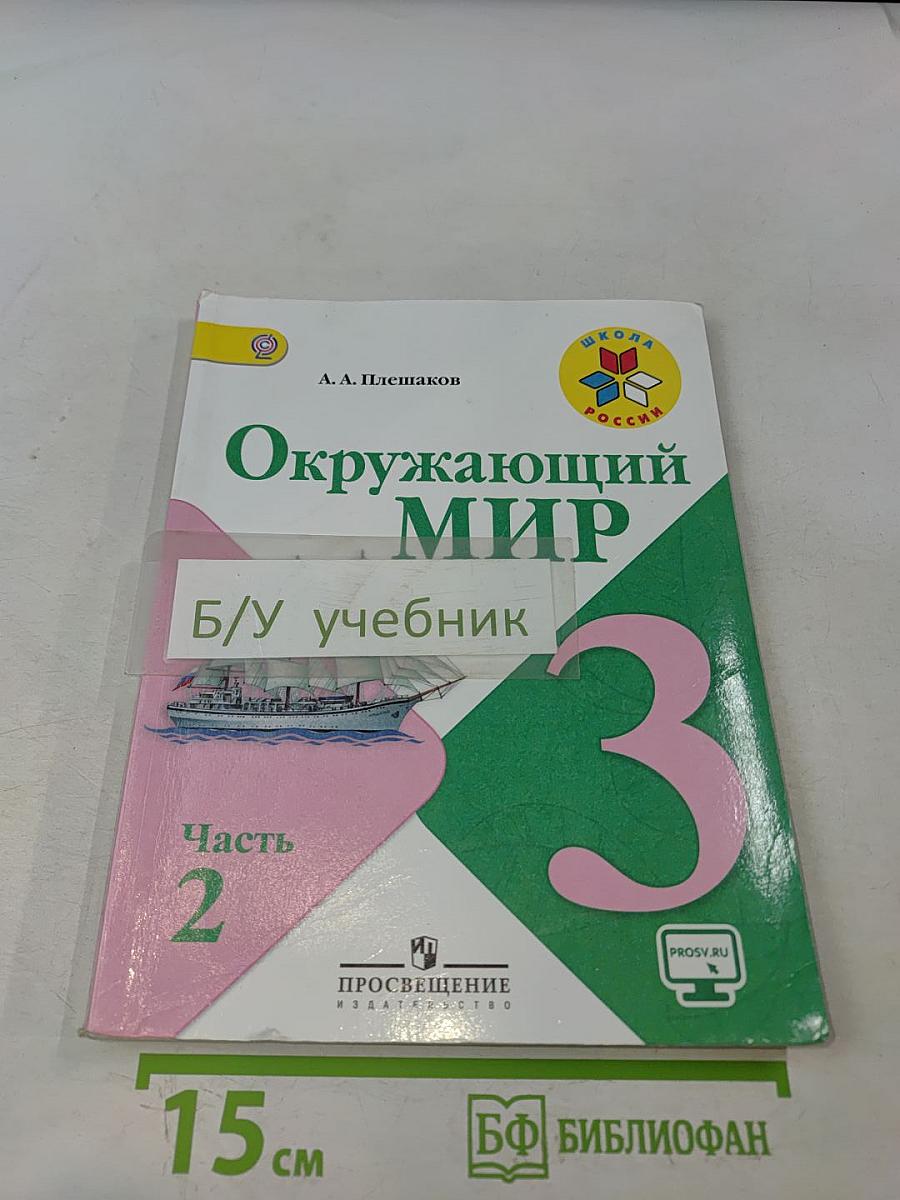 ШКОЛА
РОССИИ
А. А. Плешаков
Окружающий
МИР
Б/У учебник
3
Часть
2
PROSV.RU
ПРОСВЕЩЕНИЕ
ИЗДАТЕЛЬСТВО
15 см
БФ БИБЛИОФАН